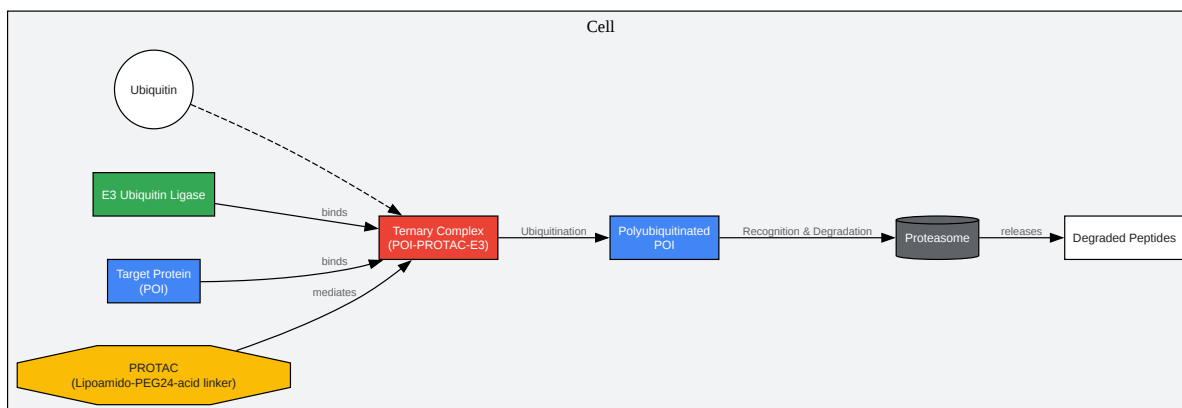 Cell
Ubiquitin
E3 Ubiquitin Ligase
binds
Target Protein
(POI)
binds
mediates
PROTAC
(Lipoamido-PEG24-acid linker)
Ternary Complex
(POI-PROTAC-E3)
Ubiquitination
Polyubiquitinated
POI
Recognition & Degradation
Proteasome
releases
Degraded Peptides